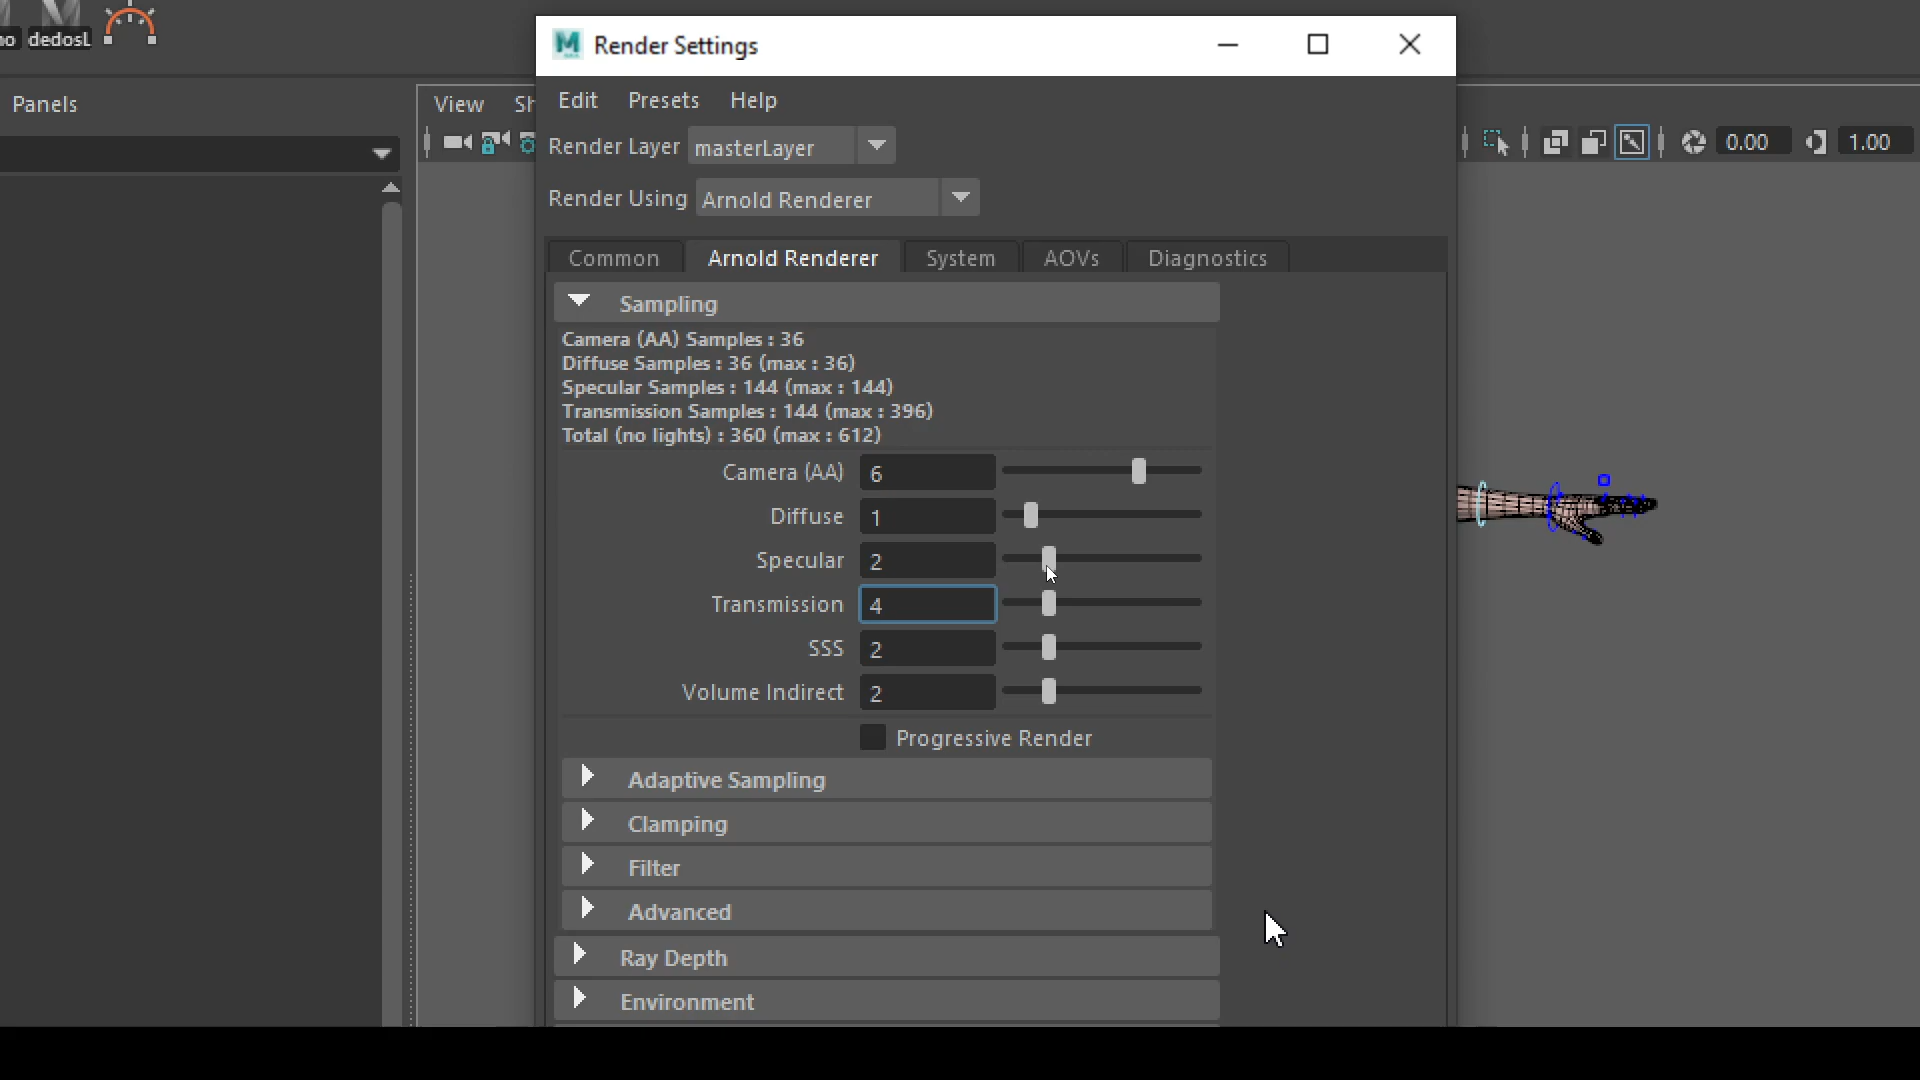 dedosL
Panels
View
Render Settings
Edit Presets Help
Render Layer masterLayer
Render Using Arnold Renderer
0.00
1.00
Common Arnold Renderer System AOVs Diagnostics
Sampling
Camera (AA) Samples : 36
Diffuse Samples : 36 (max : 36)
Specular Samples : 144 (max : 144)
Transmission Samples : 144 (max : 396)
Total (no lights) : 360 (max : 612)
Camera (AA) 6
Diffuse 1
Specular 2
Transmission 4
SSS 2
Volume Indirect 2
Progressive Render
Adaptive Sampling
Clamping
Filter
Advanced
Ray Depth
Environment